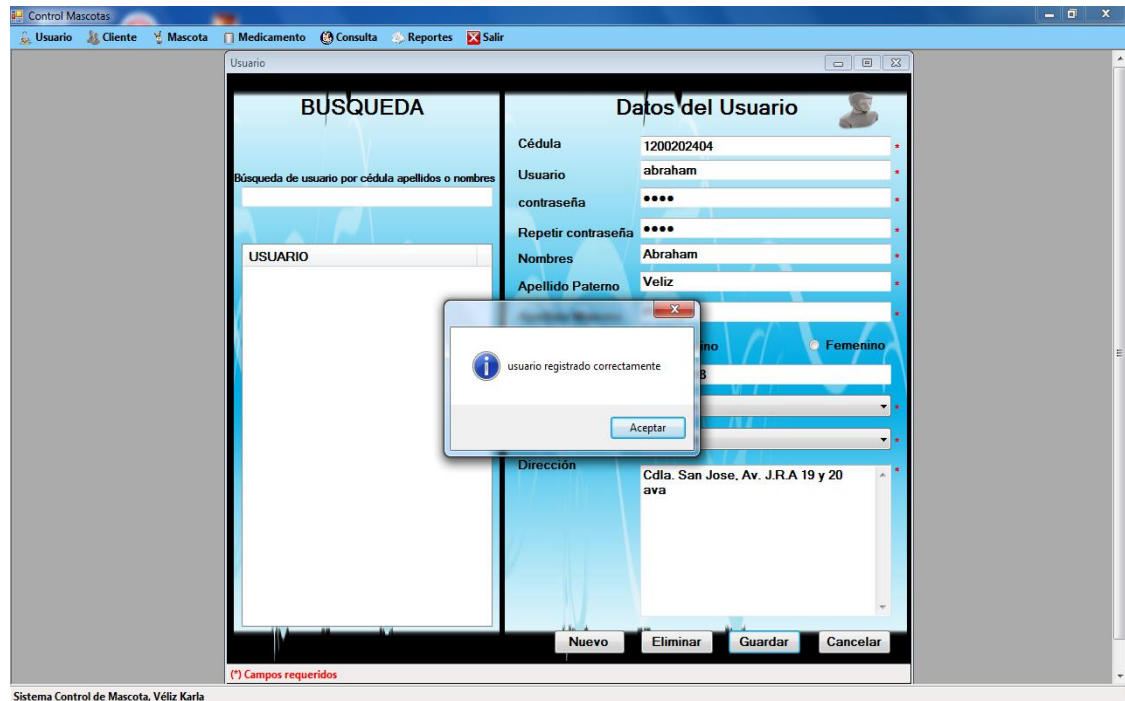 Control Mascotas
Usuario Cliente Mascota Medicamento Consulta Reportes Salir
Usuario
BUSQUEDA
Búsqueda de usuario por cédula apellidos o nombres
USUARIO
Datos del Usuario
Cédula 1200202404 *
Usuario abraham *
contraseña •••• *
Repetir contraseña •••• *
Nombres Abraham *
Apellido Paterno Veliz *
*
Femenino
*
*
usuario registrado correctamente
Aceptar
Dirección Cdla. San Jose, Av. J.R.A 19 y 20 *
ava
Nuevo Eliminar Guardar Cancelar
(*) Campos requeridos
Sistema Control de Mascota, Véliz Karla